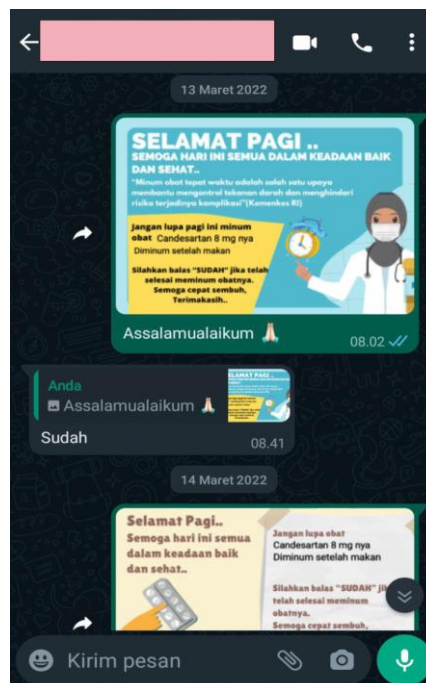 13 Maret 2022
SELAMAT PAGI ..
SEMOGA HARI INI SEMUA DALAM KEADAAN BAIK
DAN SEHAT..
"Minum obat tepat waktu adalah salah satu upaya
membantu mengontrol tekanan darah dan menghindari
risiko terjadinya komplikasi"(Kemenkes RI)
Jangan lupa pagi ini minum
obat Candesartan 8 mg nya
Diminum setelah makan
Silahkan balas "SUDAH" jika telah
selesai meminum obatnya.
Semoga cepat sembuh,
Terimakasih..
Assalamualaikum 🙏🏻
08.02
Anda
Assalamualaikum 🙏🏻
Sudah
08.41
14 Maret 2022
Selamat Pagi..
Semoga hari ini semua
dalam keadaan baik
dan sehat..
Jangan lupa obat
Candesartan 8 mg nya
Diminum setelah makan
Silahkan balas "SUDAH" jik
telah selesai meminum
obatnya.
Semoga cepat sembuh,
Kirim pesan